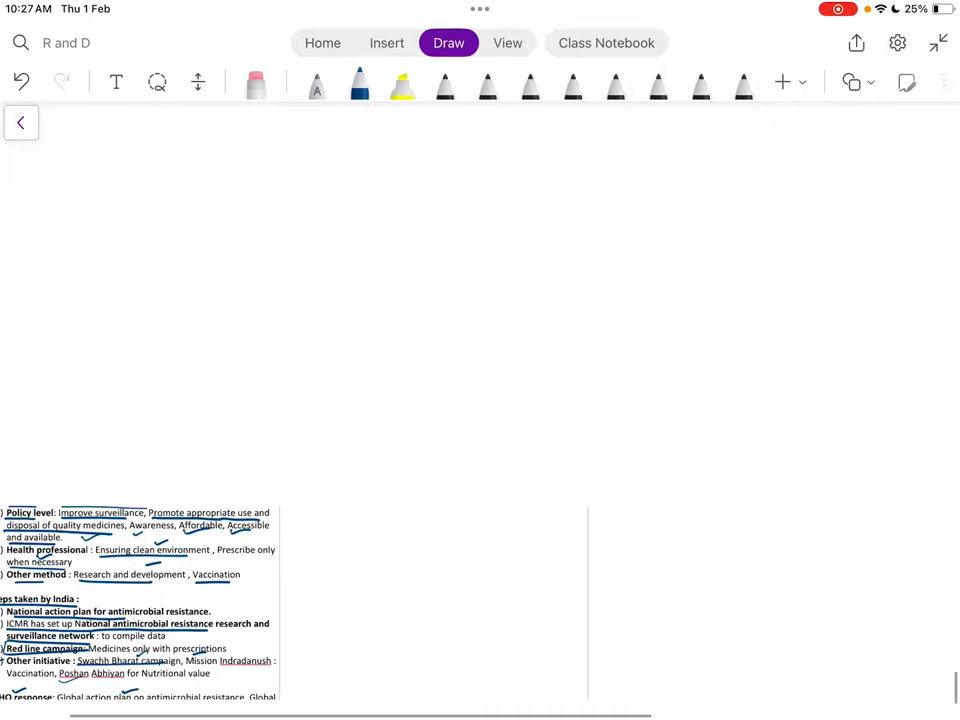 10:27 AM Thu 1 Feb
25%
R and D
Home Insert Draw View Class Notebook
T
A
) Policy level: Improve surveillance, Promote appropriate use and
disposal of quality medicines, Awareness, Affordable, Accessible
and available.
) Health professional : Ensuring clean environment , Prescribe only
when necessary
) Other method : Research and development , Vaccination
eps taken by India :
) National action plan for antimicrobial resistance.
) ICMR has set up National antimicrobial resistance research and
surveillance network : to compile data
) Red line campaign: Medicines only with prescriptions
) Other initiative : Swachh Bharat campaign, Mission Indradanush :
Vaccination, Poshan Abhiyan for Nutritional value
HO response: Global action plan on antimicrobial resistance, Global